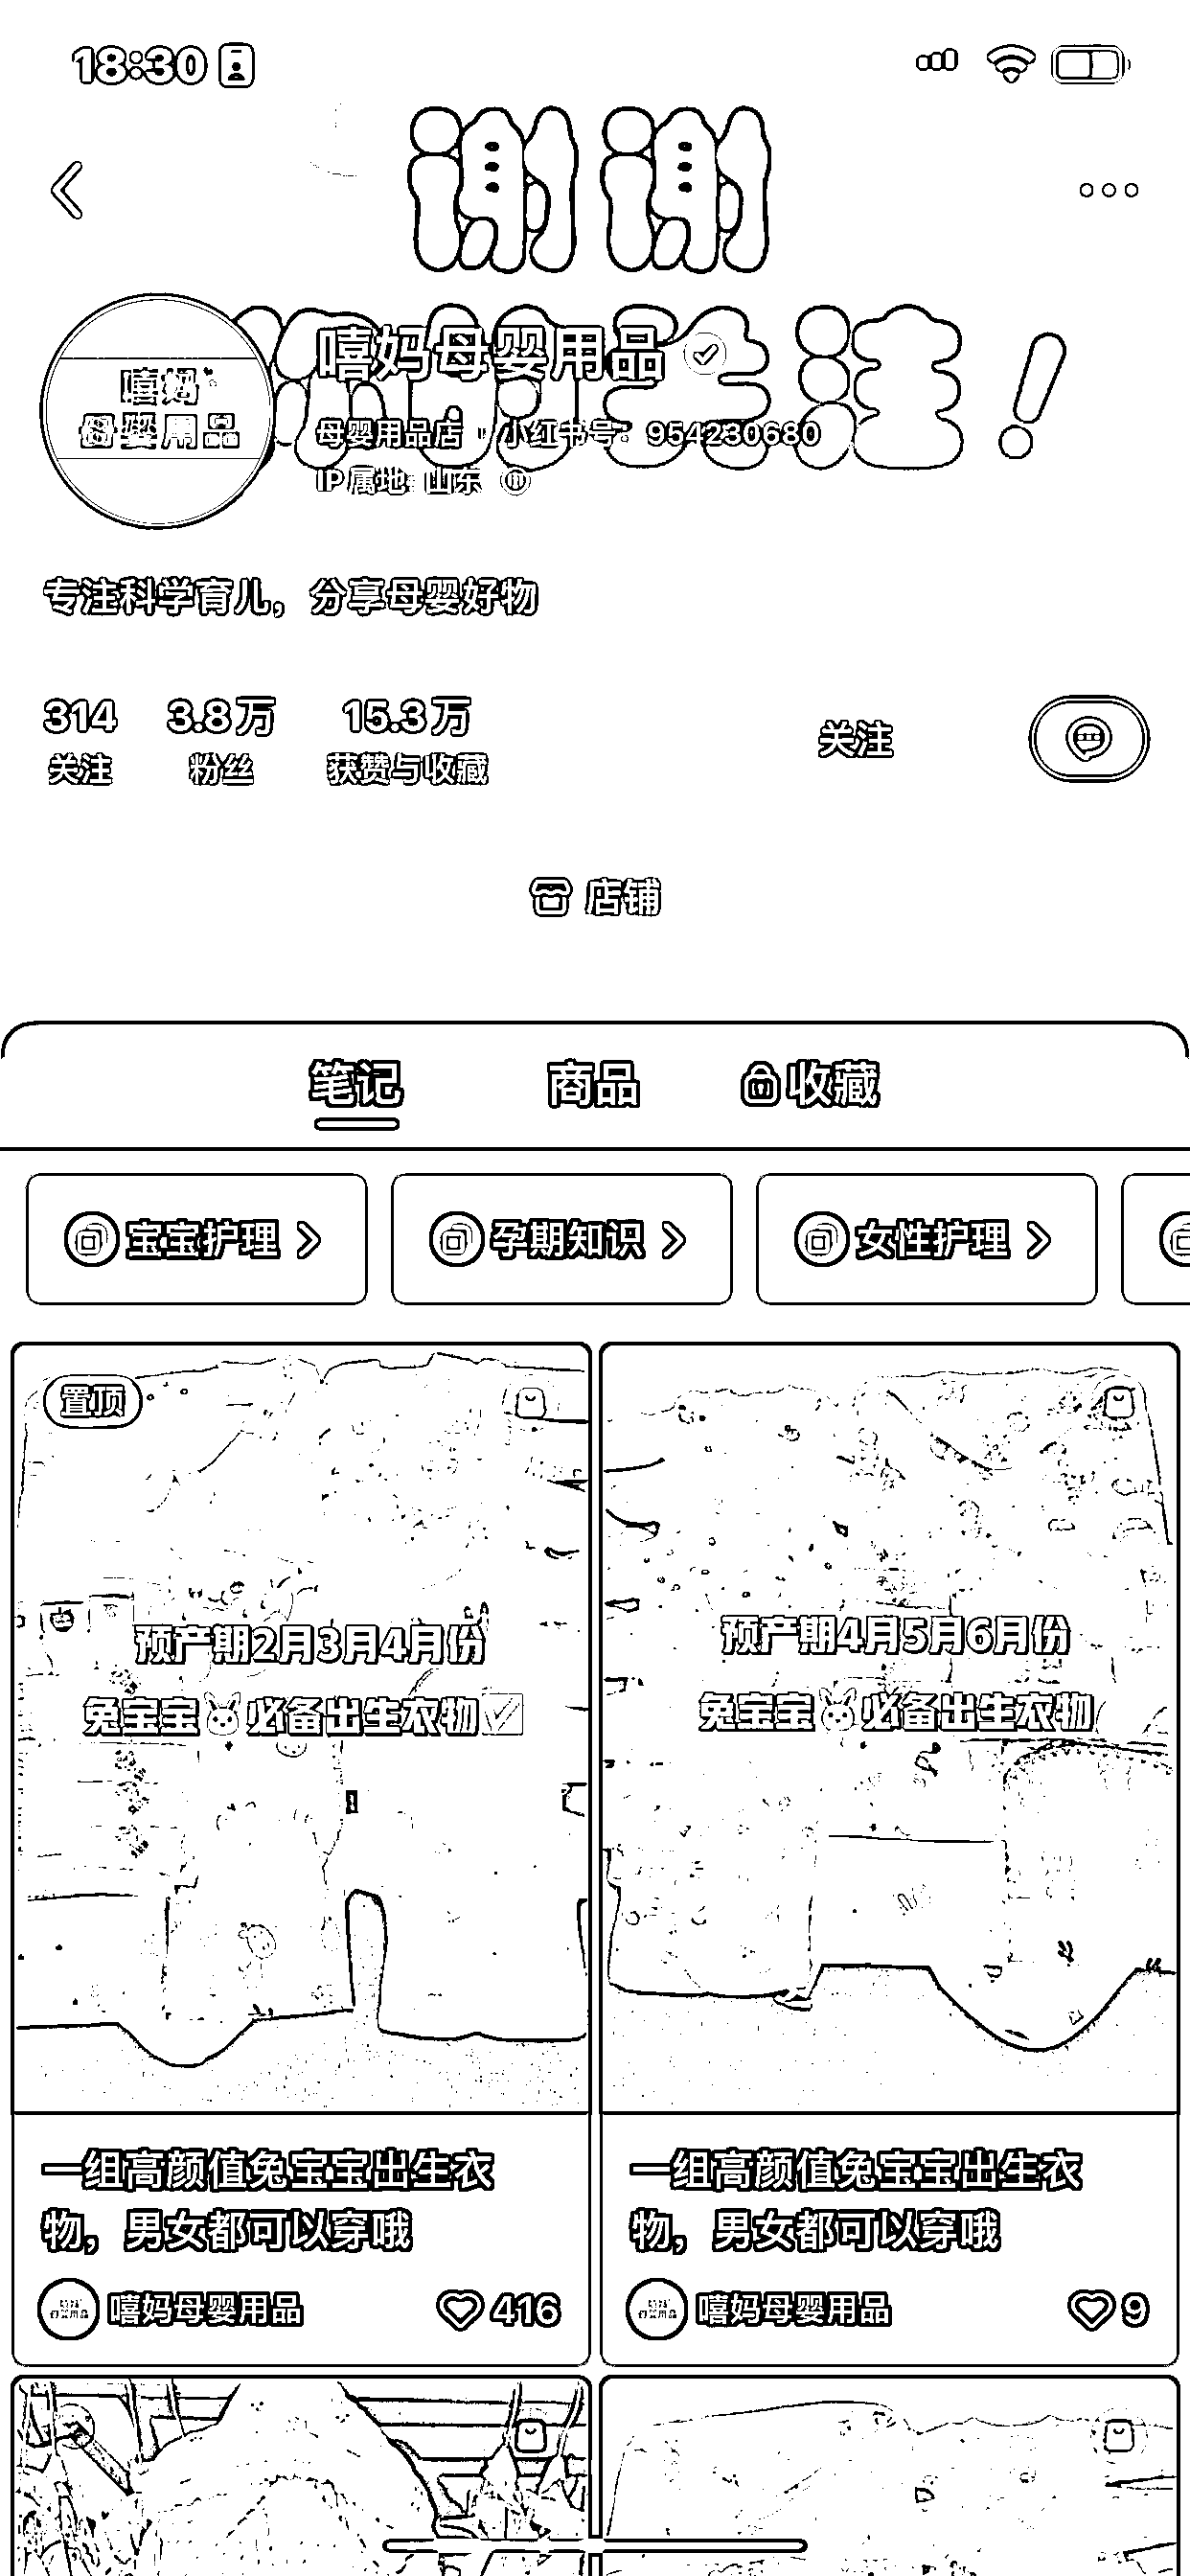 18:30
谢谢
你的关注！
嘻妈
母婴用品
嘻妈母婴用品
母婴用品店
小红书号：954230680
IP属地：山东
专注科学育儿，分享母婴好物
314
关注
3.8万
粉丝
15.3万
获赞与收藏
关注
店铺
笔记
商品
收藏
宝宝护理
孕期知识
女性护理
置顶
预产期2月3月4月份
兔宝宝🐰必备出生衣物✅
一组高颜值兔宝宝出生衣
物，男女都可以穿哦
嘻妈母婴用品
416
预产期4月5月6月份
兔宝宝🐰必备出生衣物
一组高颜值兔宝宝出生衣
物，男女都可以穿哦
嘻妈母婴用品
9